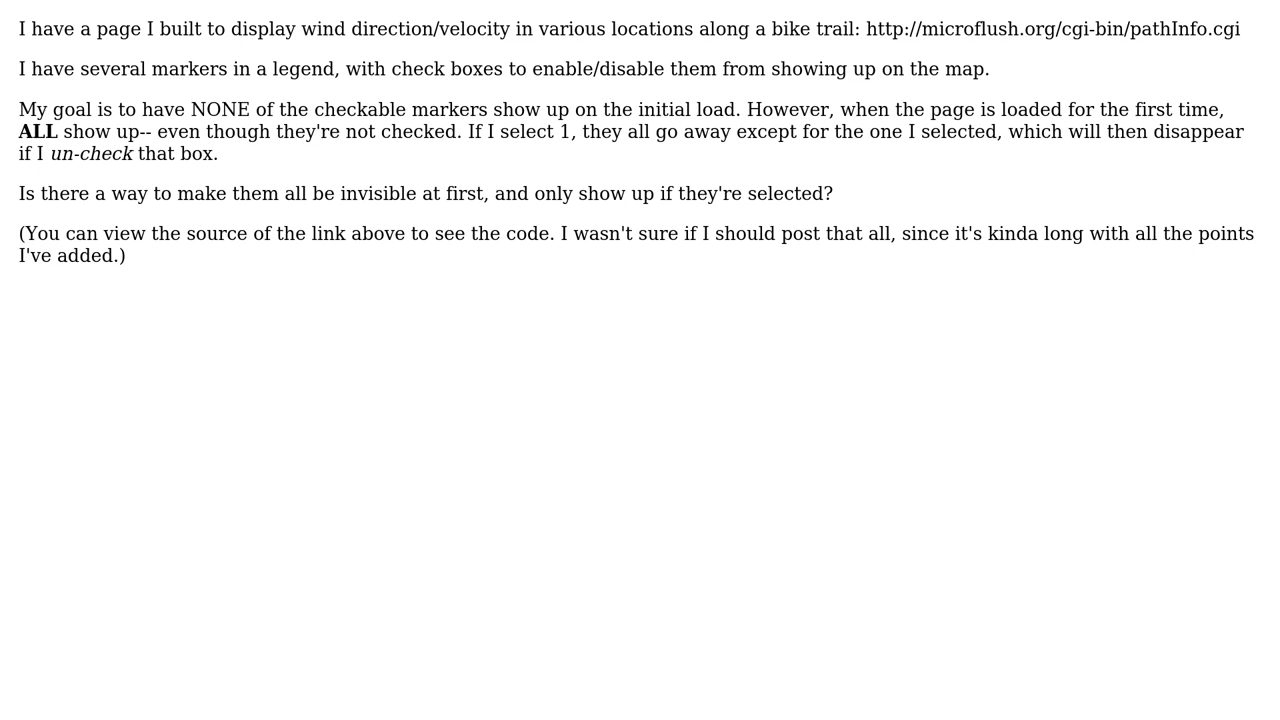 I have a page I built to display wind direction/velocity in various locations along a bike trail: http://microflush.org/cgi-bin/pathInfo.cgi
I have several markers in a legend, with check boxes to enable/disable them from showing up on the map.
My goal is to have NONE of the checkable markers show up on the initial load. However, when the page is loaded for the first time,
ALL show up-- even though they're not checked. If I select 1, they all go away except for the one I selected, which will then disappear
if I un-check that box.
Is there a way to make them all be invisible at first, and only show up if they're selected?
(You can view the source of the link above to see the code. I wasn't sure if I should post that all, since it's kinda long with all the points
I've added.)